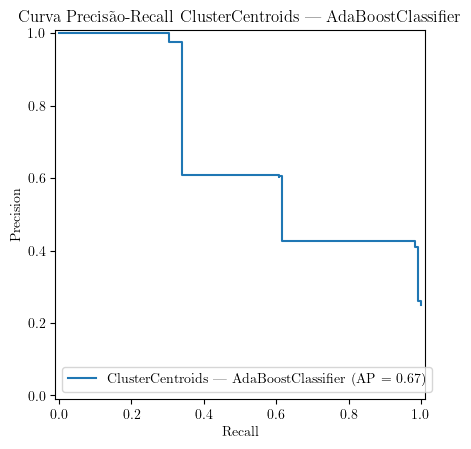 Curva Precisão-Recall ClusterCentroids — AdaBoostClassifier
1.0
0.8
0.6
0.4
0.2
0.0
Precision
ClusterCentroids — AdaBoostClassifier (AP = 0.67)
0.0 0.2 0.4 0.6 0.8 1.0
Recall